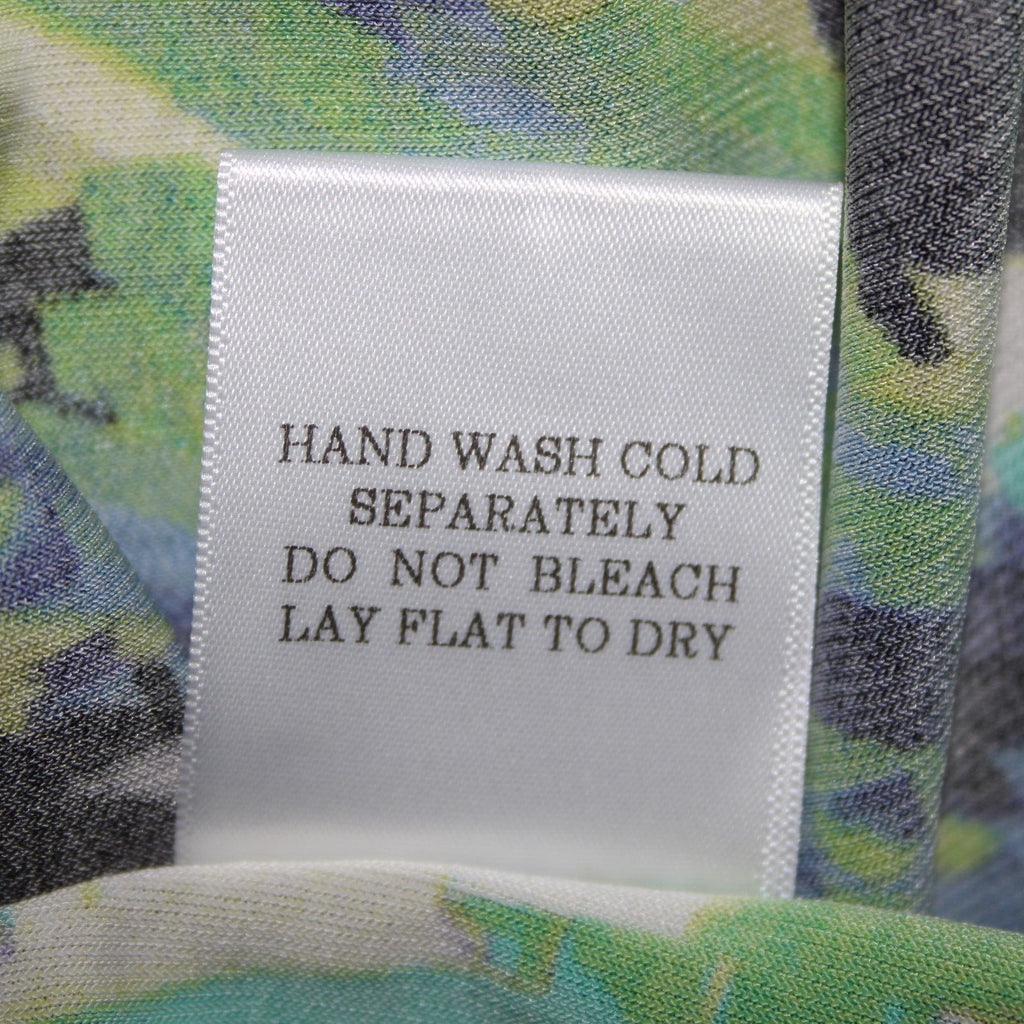 HAND WASH COLD
SEPARATELY
DO NOT BLEACH
LAY FLAT TO DRY